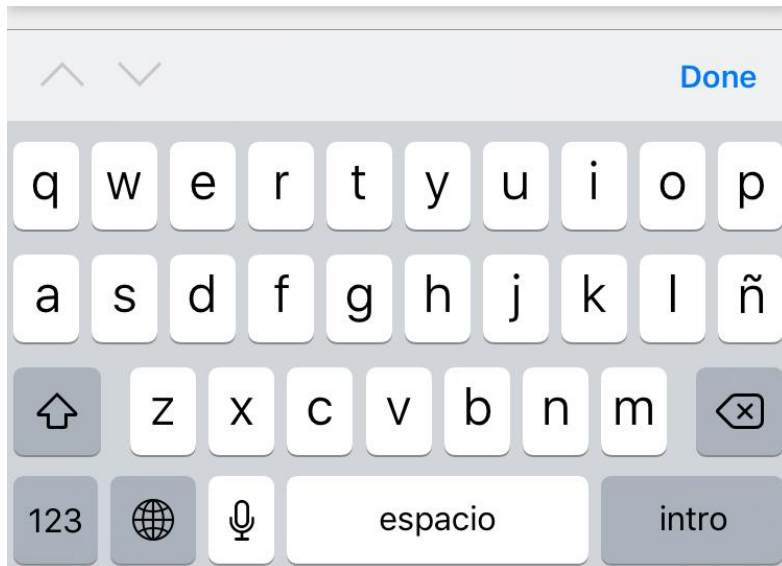 Done
q w e r t y u i o p
a s d f g h j k l ñ
z x c v b n m
123 espacio intro